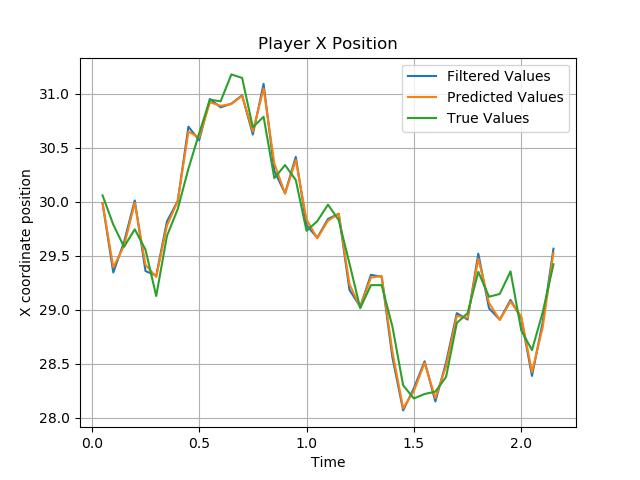 Player X Position
Filtered Values
Predicted Values
True Values
X coordinate position
31.0
30.5
30.0
29.5
29.0
28.5
28.0
0.0 0.5 1.0 1.5 2.0
Time